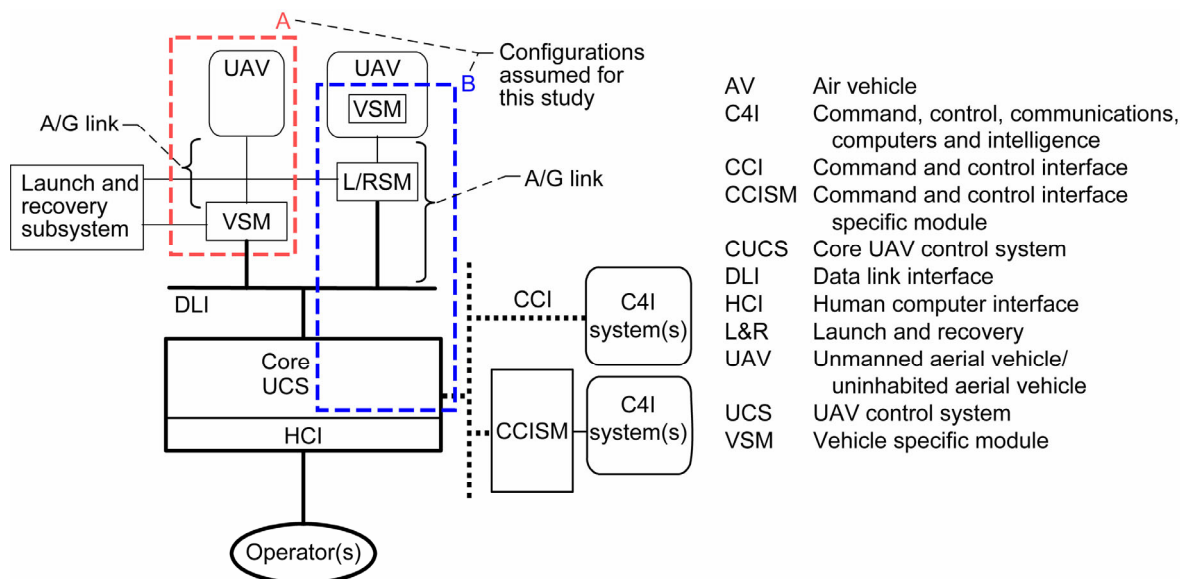 A
UAV
UAV
B
Configurations
assumed for
this study
VSM
A/G link
Launch and
recovery
subsystem
L/RSM
A/G link
VSM
DLI
CCI
C4I
system(s)
Core
UCS
HCI
CCISM
C4I
system(s)
Operator(s)
AV Air vehicle
C4I Command, control, communications,
computers and intelligence
CCI Command and control interface
CCISM Command and control interface
specific module
CUCS Core UAV control system
DLI Data link interface
HCI Human computer interface
L&R Launch and recovery
UAV Unmanned aerial vehicle/
uninhabited aerial vehicle
UCS UAV control system
VSM Vehicle specific module